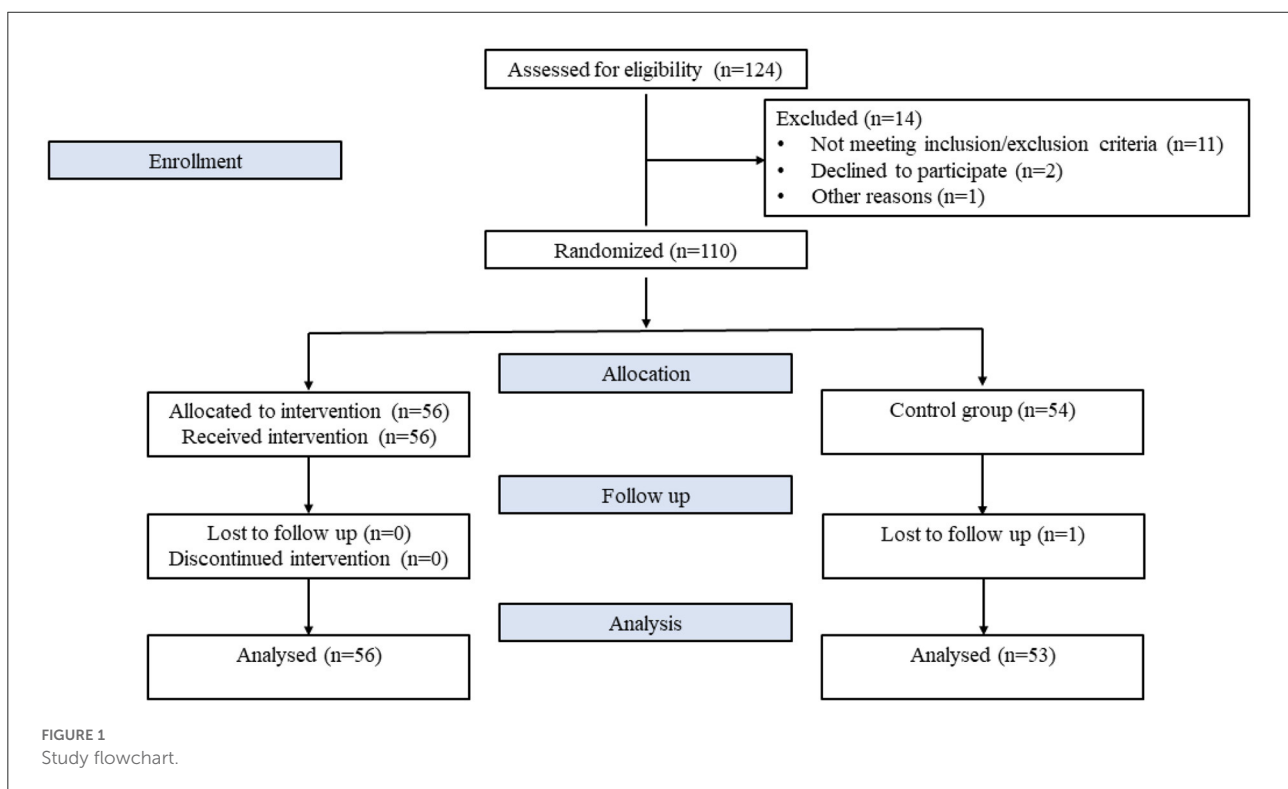 Assessed for eligibility (n=124)
Excluded (n=14)
• Not meeting inclusion/exclusion criteria (n=11)
• Declined to participate (n=2)
• Other reasons (n=1)
Enrollment
Randomized (n=110)
Allocation
Allocated to intervention (n=56)
Received intervention (n=56)
Control group (n=54)
Follow up
Lost to follow up (n=0)
Discontinued intervention (n=0)
Lost to follow up (n=1)
Analysis
Analysed (n=56)
Analysed (n=53)
FIGURE 1
Study flowchart.